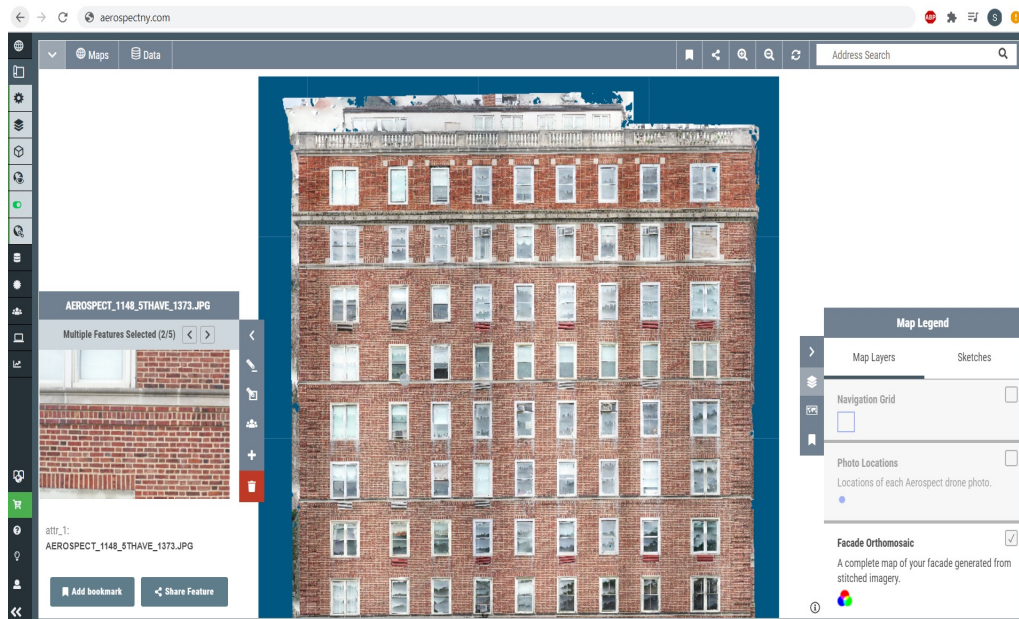 aerospectny.com
ABP
S
Maps
Data
Address Search
AEROSPECT_1148_5THAVE_1373.JPG
Multiple Features Selected (2/5)
attr_1:
AEROSPECT_1148_5THAVE_1373.JPG
Add bookmark
Share Feature
Map Legend
Map Layers
Sketches
Navigation Grid
Photo Locations
Locations of each Aerospect drone photo.
Facade Orthomosaic
A complete map of your facade generated from
stitched imagery.